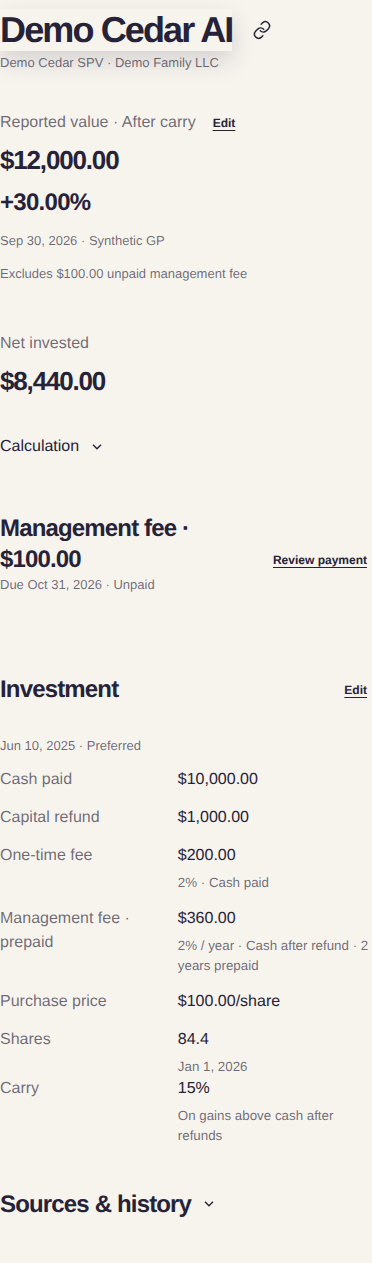 Demo Cedar AI
Demo Cedar SPV · Demo Family LLC
Reported value · After carry Edit
$12,000.00
+30.00%
Sep 30, 2026 · Synthetic GP
Excludes $100.00 unpaid management fee
Net invested
$8,440.00
Calculation
Management fee ·
$100.00 Review payment
Due Oct 31, 2026 · Unpaid
Investment Edit
Jun 10, 2025 · Preferred
Cash paid $10,000.00
Capital refund $1,000.00
One-time fee $200.00
2% · Cash paid
Management fee · $360.00
prepaid 2% / year · Cash after refund · 2
years prepaid
Purchase price $100.00/share
Shares 84.4
Jan 1, 2026
Carry 15%
On gains above cash after
refunds
Sources & history